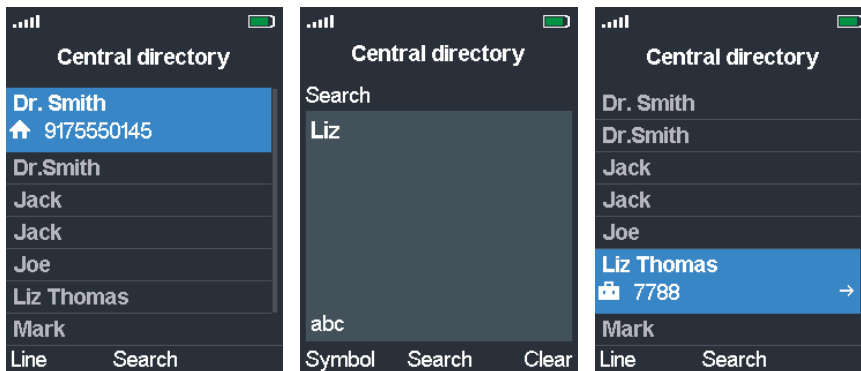 Central directory
Dr. Smith
9175550145
Dr.Smith
Jack
Jack
Joe
Liz Thomas
Mark
Line Search
Central directory
Search
Liz
abc
Symbol Search Clear
Central directory
Dr. Smith
Dr.Smith
Jack
Jack
Joe
Liz Thomas
7788 →
Mark
Line Search